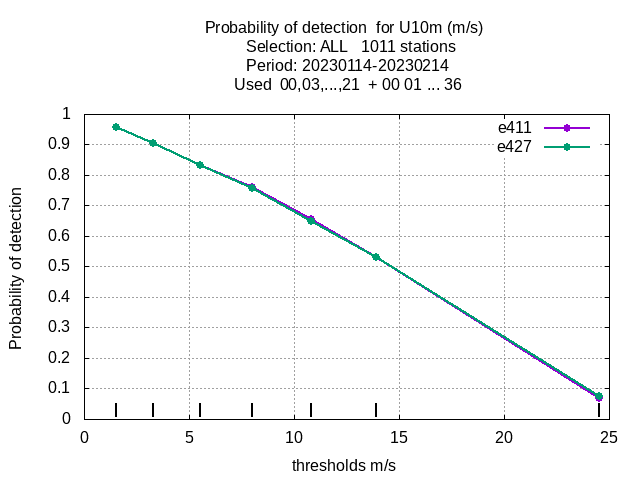 Probability of detection  for U10m (m/s)
Selection: ALL   1011 stations
Period: 20230114-20230214
Used  00,03,...,21  + 00 01 ... 36
e411
e427
Probability of detection
1
0.9
0.8
0.7
0.6
0.5
0.4
0.3
0.2
0.1
0
0 5 10 15 20 25
thresholds m/s